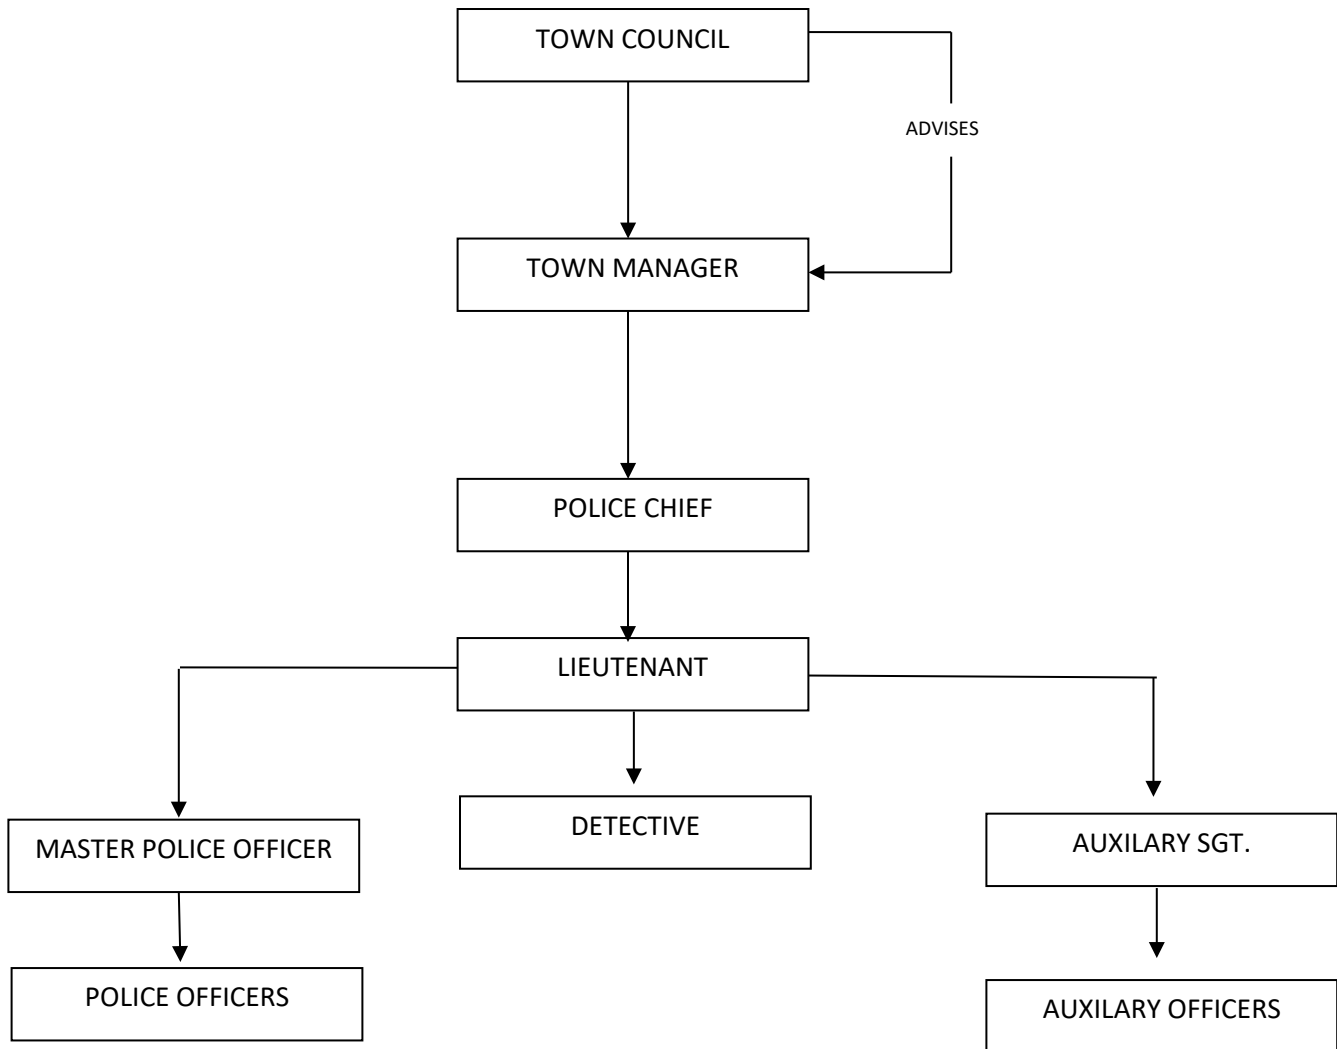 TOWN COUNCIL
ADVISES
TOWN MANAGER
POLICE CHIEF
LIEUTENANT
DETECTIVE
MASTER POLICE OFFICER
AUXILARY SGT.
POLICE OFFICERS
AUXILARY OFFICERS